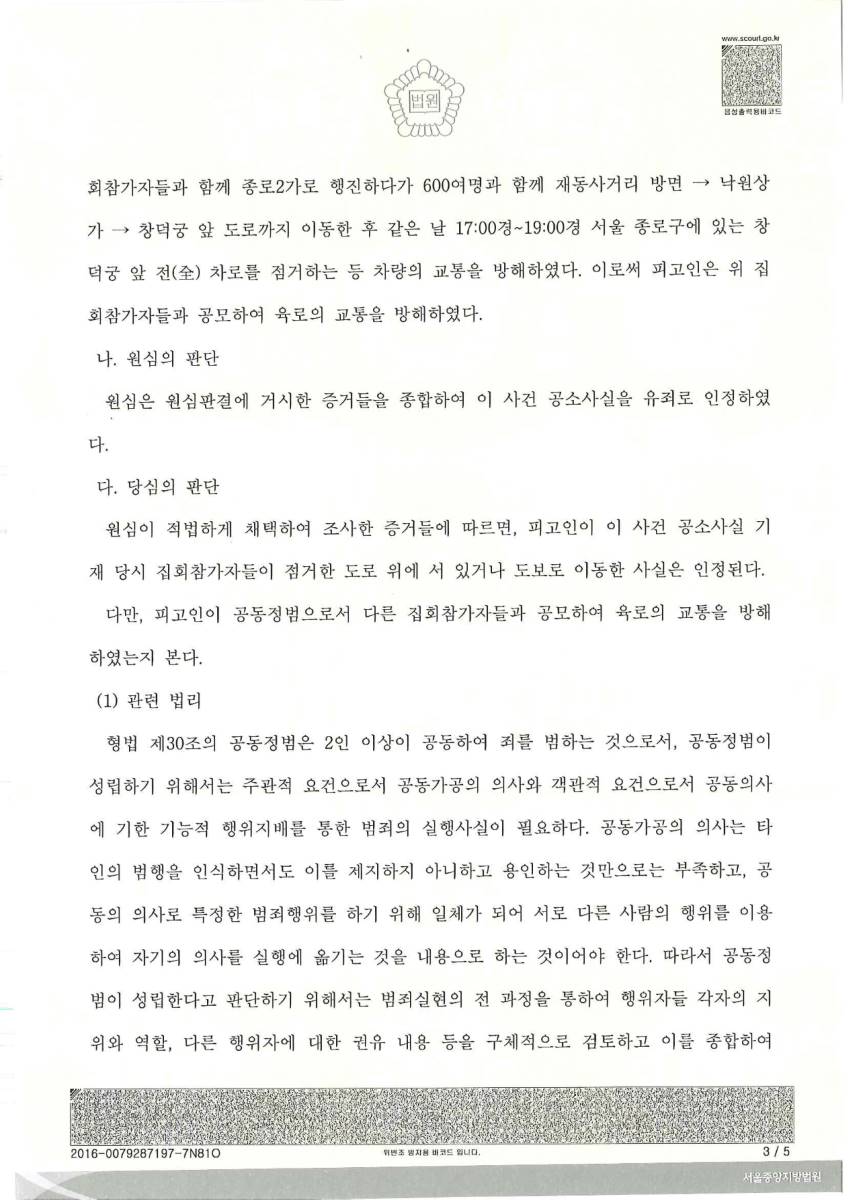 www.scourt.go.kr
음성출력용바코드
법원
회참가자들과 함께 종로2가로 행진하다가 600여명과 함께 재동사거리 방면 → 낙원상
가 → 창덕궁 앞 도로까지 이동한 후 같은 날 17:00경~19:00경 서울 종로구에 있는 창
덕궁 앞 전(全) 차로를 점거하는 등 차량의 교통을 방해하였다. 이로써 피고인은 위 집
회참가자들과 공모하여 육로의 교통을 방해하였다.
나. 원심의 판단
원심은 원심판결에 거시한 증거들을 종합하여 이 사건 공소사실을 유죄로 인정하였
다.
다. 당심의 판단
원심이 적법하게 채택하여 조사한 증거들에 따르면, 피고인이 이 사건 공소사실 기
재 당시 집회참가자들이 점거한 도로 위에 서 있거나 도보로 이동한 사실은 인정된다.
다만, 피고인이 공동정범으로서 다른 집회참가자들과 공모하여 육로의 교통을 방해
하였는지 본다.
(1) 관련 법리
형법 제30조의 공동정범은 2인 이상이 공동하여 죄를 범하는 것으로서, 공동정범이
성립하기 위해서는 주관적 요건으로서 공동가공의 의사와 객관적 요건으로서 공동의사
에 기한 기능적 행위지배를 통한 범죄의 실행사실이 필요하다. 공동가공의 의사는 타
인의 범행을 인식하면서도 이를 제지하지 아니하고 용인하는 것만으로는 부족하고, 공
동의 의사로 특정한 범죄행위를 하기 위해 일체가 되어 서로 다른 사람의 행위를 이용
하여 자기의 의사를 실행에 옮기는 것을 내용으로 하는 것이어야 한다. 따라서 공동정
범이 성립한다고 판단하기 위해서는 범죄실현의 전 과정을 통하여 행위자들 각자의 지
위와 역할, 다른 행위자에 대한 권유 내용 등을 구체적으로 검토하고 이를 종합하여
2016-0079287197-7N81O
위변조 방지용 바코드 입니다.
3 / 5
서울중앙지방법원